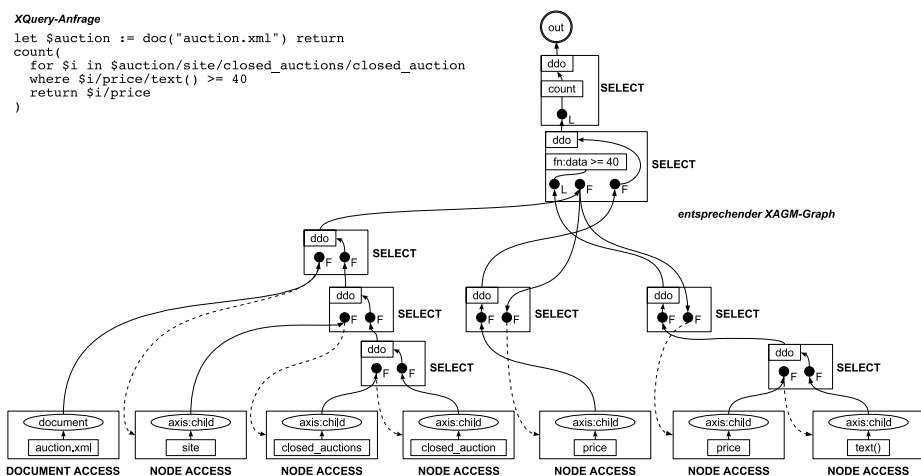 XQuery-Anfrage
let $auction := doc("auction.xml") return
count(
for $i in $auction/site/closed_auctions/closed_auction
where $i/price/text() >= 40
return $i/price
)
out
ddo
count
SELECT
L
ddo
fn:data >= 40
SELECT
L F F
entsprechender XAGM-Graph
ddo
SELECT
F F
ddo
SELECT
F F
ddo
SELECT
F F
ddo
SELECT
F F
ddo
SELECT
F F
ddo
SELECT
F F
document axis:child axis:child axis:child axis:child axis:child axis:child
auction.xml site closed_auctions closed_auction price price text()
DOCUMENT ACCESS NODE ACCESS NODE ACCESS NODE ACCESS NODE ACCESS NODE ACCESS NODE ACCESS